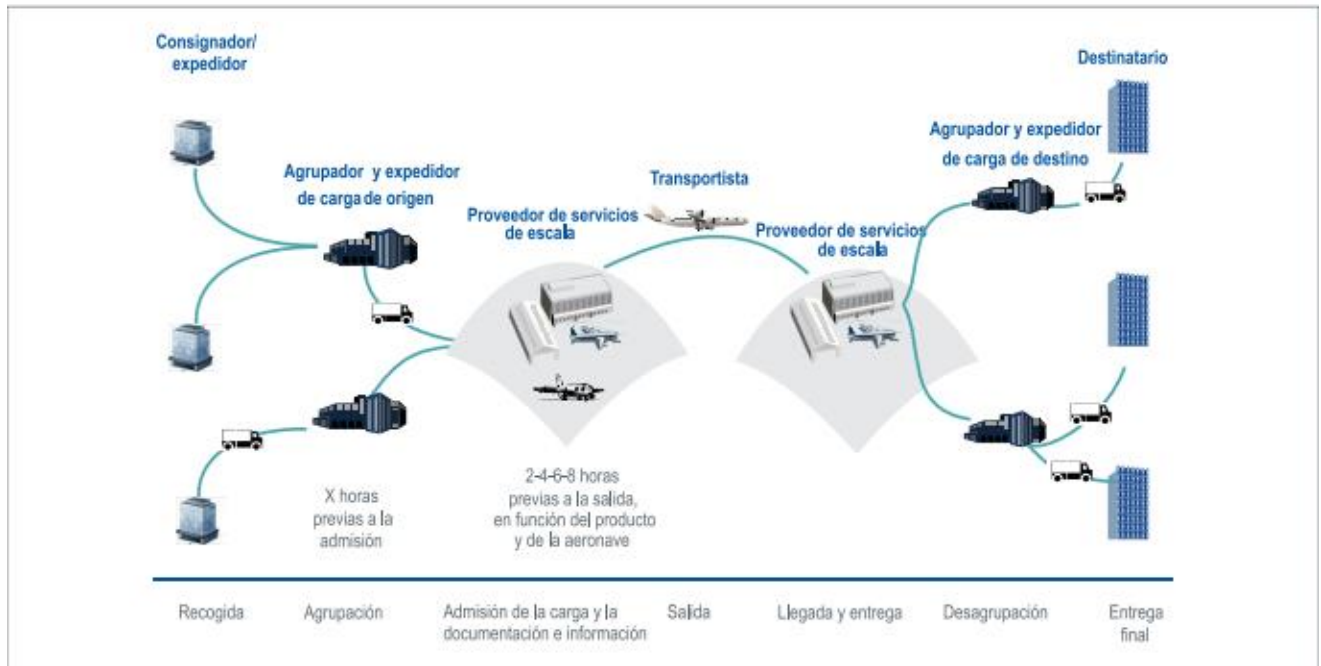 Consignador/
expedidor
Destinatario
Agrupador y expedidor
de carga de destino
Agrupador y expedidor
de carga de origen
Transportista
Proveedor de servicios
de escala
Proveedor de servicios
de escala
X horas
previas a la
admisión
2-4-6-8 horas
previas a la salida,
en función del producto
y de la aeronave
Recogida
Agrupación
Admisión de la carga y la
documentación e información
Salida
Llegada y entrega
Desagrupación
Entrega
final